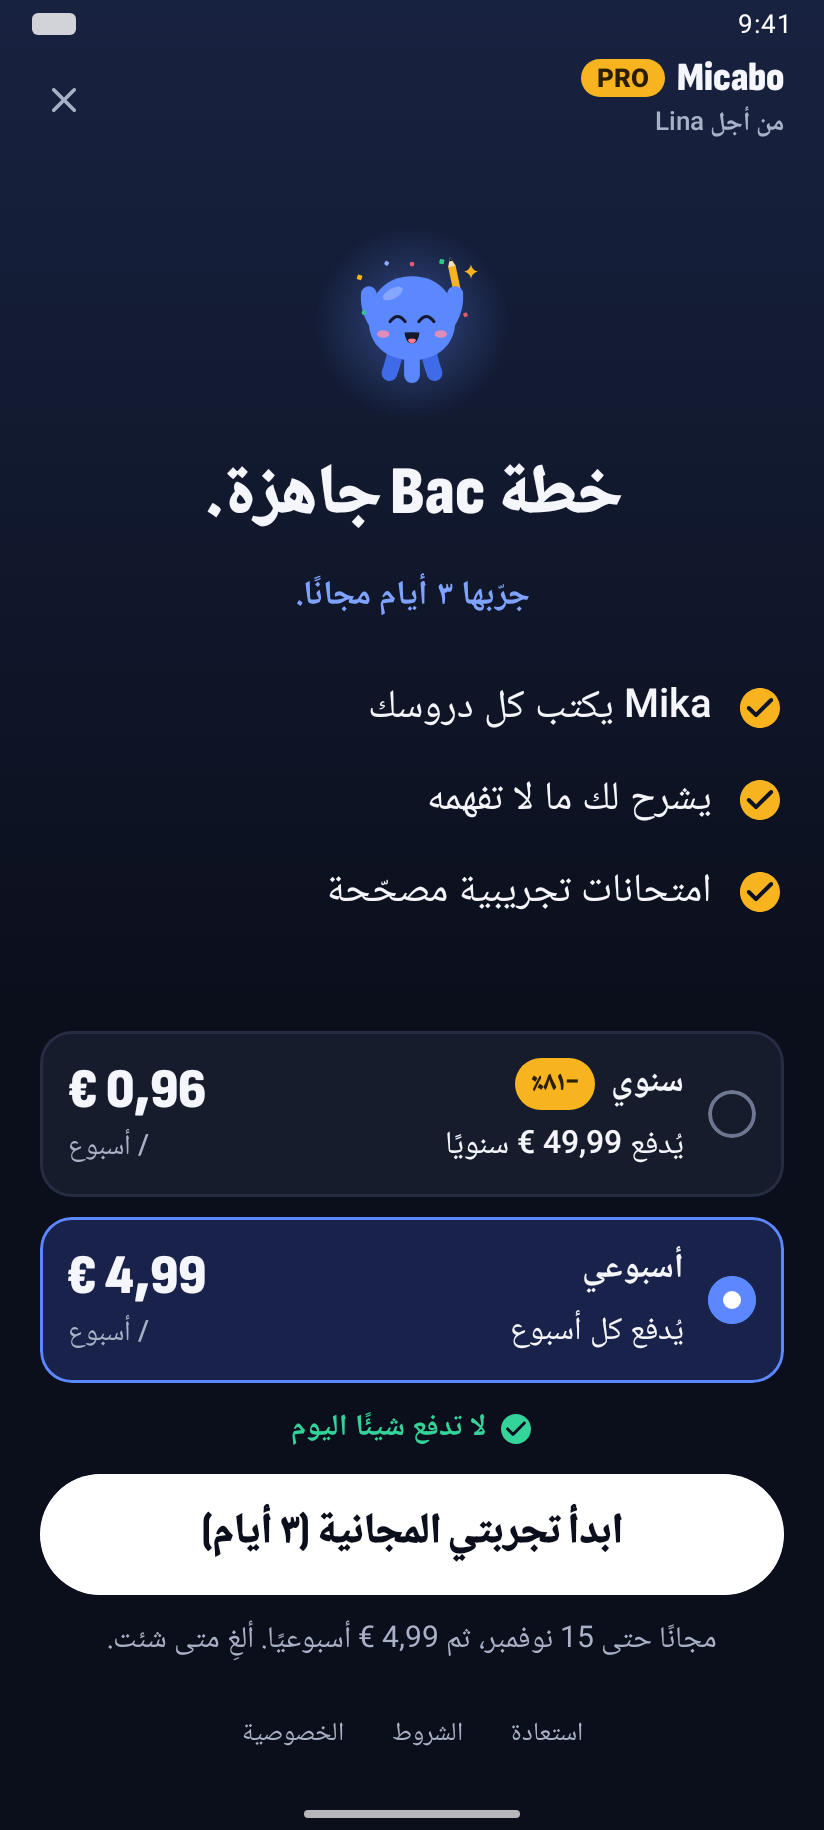 9:41
Micabo PRO
من أجل Lina
خطة Bac جاهزة.
جرّبها ٣ أيام مجانًا.
Mika يكتب كل دروسك
يشرح لك ما لا تفهمه
امتحانات تجريبية مصحّحة
سنوي −٨١٪
يُدفع 49,99 € سنويًا
0,96 €
/ أسبوع
أسبوعي
يُدفع كل أسبوع
4,99 €
/ أسبوع
لا تدفع شيئًا اليوم
ابدأ تجربتي المجانية (٣ أيام)
مجانًا حتى 15 نوفمبر، ثم 4,99 € أسبوعيًا. ألغِ متى شئت.
استعادة الشروط الخصوصية